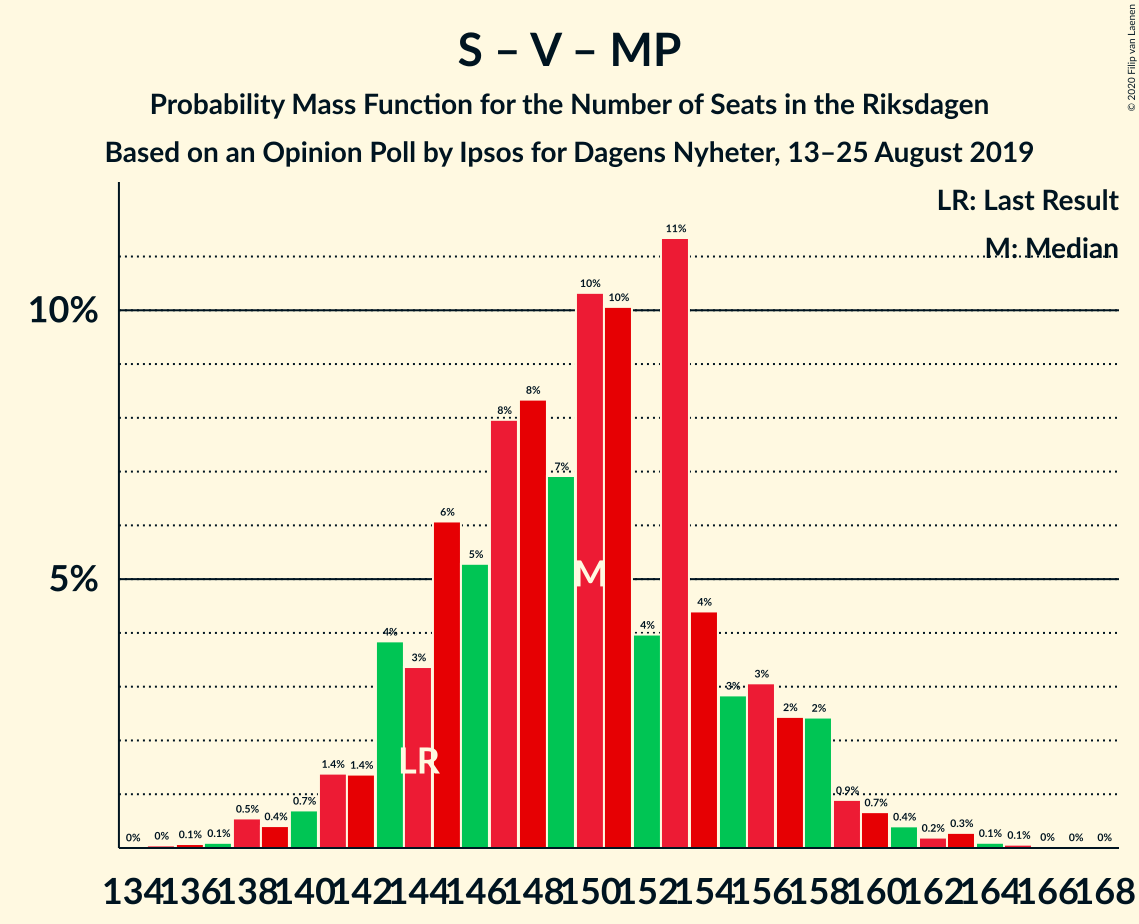 S – V – MP
Probability Mass Function for the Number of Seats in the Riksdagen
Based on an Opinion Poll by Ipsos for Dagens Nyheter, 13–25 August 2019
© 2020 Filip van Laenen
LR: Last Result
M: Median
10%
5%
0% 0% 0.1% 0.1% 0.5% 0.4% 0.7% 1.4% 1.4% 4% 3% 6% 5% 8% 8% 7% 10% 10% 4% 11% 4% 3% 3% 2% 2% 0.9% 0.7% 0.4% 0.2% 0.3% 0.1% 0.1% 0% 0% 0%
LR
M
134 136 138 140 142 144 146 148 150 152 154 156 158 160 162 164 166 168